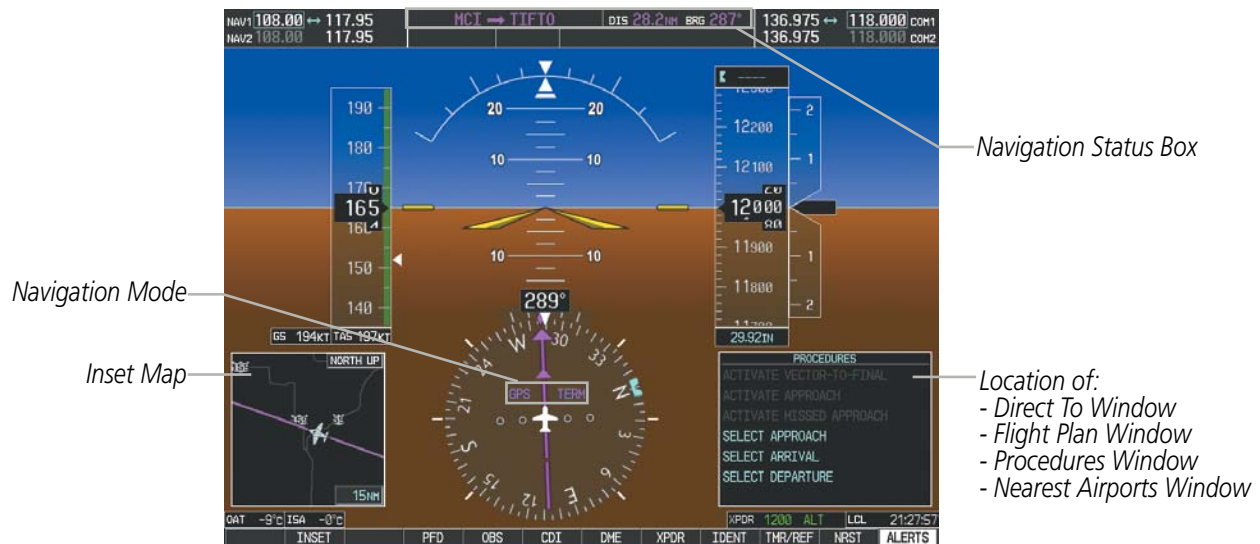 NAV1 108.00 ↔ 117.95 MCI → TIFTO DIS 28.2NM BRG 287° 136.975 ↔ 118.000 COM1
NAV2 108.00 117.95 136.975 118.000 COM2
Navigation Status Box
190
180
170
165
160
150
140
20 20
10 10
10 10
12200
12100
12000
20
80
11900
11800
2
1
1
2
29.92IN
289°
GS 194KT TAS 197KT
Navigation Mode
Inset Map
NORTH UP
15NM
GPS TERM
N 3 6 E 12 15 S 21 24 W 30 33
PROCEDURES
ACTIVATE VECTOR-TO-FINAL
ACTIVATE APPROACH
ACTIVATE MISSED APPROACH
SELECT APPROACH
SELECT ARRIVAL
SELECT DEPARTURE
Location of:
- Direct To Window
- Flight Plan Window
- Procedures Window
- Nearest Airports Window
OAT -9°C ISA -0°C XPDR 1200 ALT LCL 21:27:57
INSET PFD OBS CDI DME XPDR IDENT TMR/REF NRST ALERTS